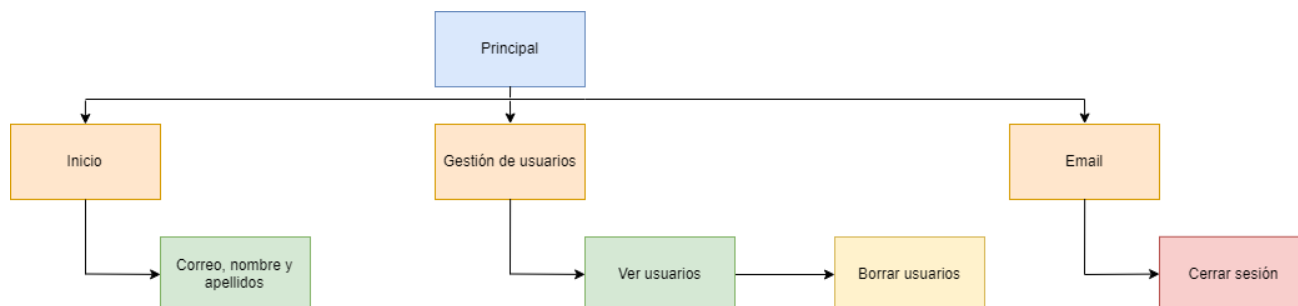 Principal
Inicio
Gestión de usuarios
Email
Correo, nombre y
apellidos
Ver usuarios
Borrar usuarios
Cerrar sesión